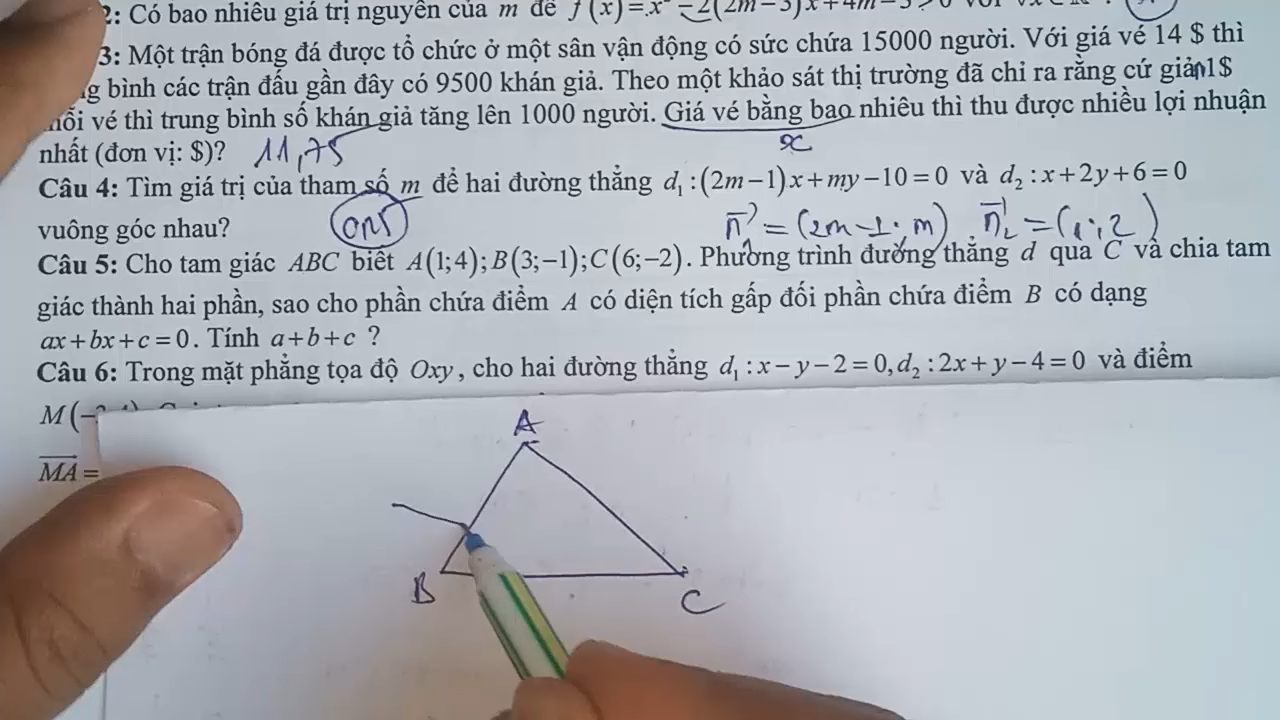 2: Có bao nhiêu giá trị nguyên của m để f(x)=x²-2(2m-3)x+4m-3>0
3: Một trận bóng đá được tổ chức ở một sân vận động có sức chứa 15000 người. Với giá vé 14 $ thì
bình các trận đấu gần đây có 9500 khán giả. Theo một khảo sát thị trường đã chỉ ra rằng cứ giảm 1$
mỗi vé thì trung bình số khán giả tăng lên 1000 người. Giá vé bằng bao nhiêu thì thu được nhiều lợi nhuận
nhất (đơn vị: $)? 11,75 x
Câu 4: Tìm giá trị của tham số m để hai đường thẳng d₁:(2m-1)x+my-10=0 và d₂:x+2y+6=0
vuông góc nhau? n⃗ = (2m-1; m) n⃗₂ = (1; 2)
Câu 5: Cho tam giác ABC biết A(1;4);B(3;-1);C(6;-2). Phương trình đường thẳng d qua C và chia tam
giác thành hai phần, sao cho phần chứa điểm A có diện tích gấp đối phần chứa điểm B có dạng
ax+bx+c=0. Tính a+b+c ?
Câu 6: Trong mặt phẳng tọa độ Oxy, cho hai đường thẳng d₁:x-y-2=0,d₂:2x+y-4=0 và điểm
M(-
A
M͞A͞ =
B
C